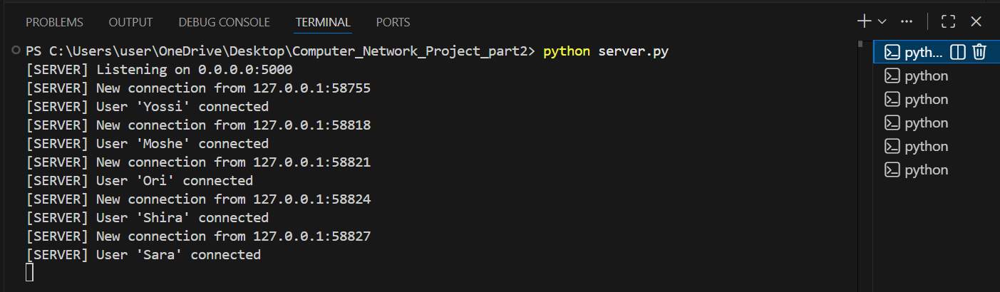 PROBLEMS OUTPUT DEBUG CONSOLE TERMINAL PORTS
PS C:\Users\user\OneDrive\Desktop\Computer_Network_Project_part2> python server.py
[SERVER] Listening on 0.0.0.0:5000
[SERVER] New connection from 127.0.0.1:58755
[SERVER] User 'Yossi' connected
[SERVER] New connection from 127.0.0.1:58818
[SERVER] User 'Moshe' connected
[SERVER] New connection from 127.0.0.1:58821
[SERVER] User 'Ori' connected
[SERVER] New connection from 127.0.0.1:58824
[SERVER] User 'Shira' connected
[SERVER] New connection from 127.0.0.1:58827
[SERVER] User 'Sara' connected
pyth...
python
python
python
python
python